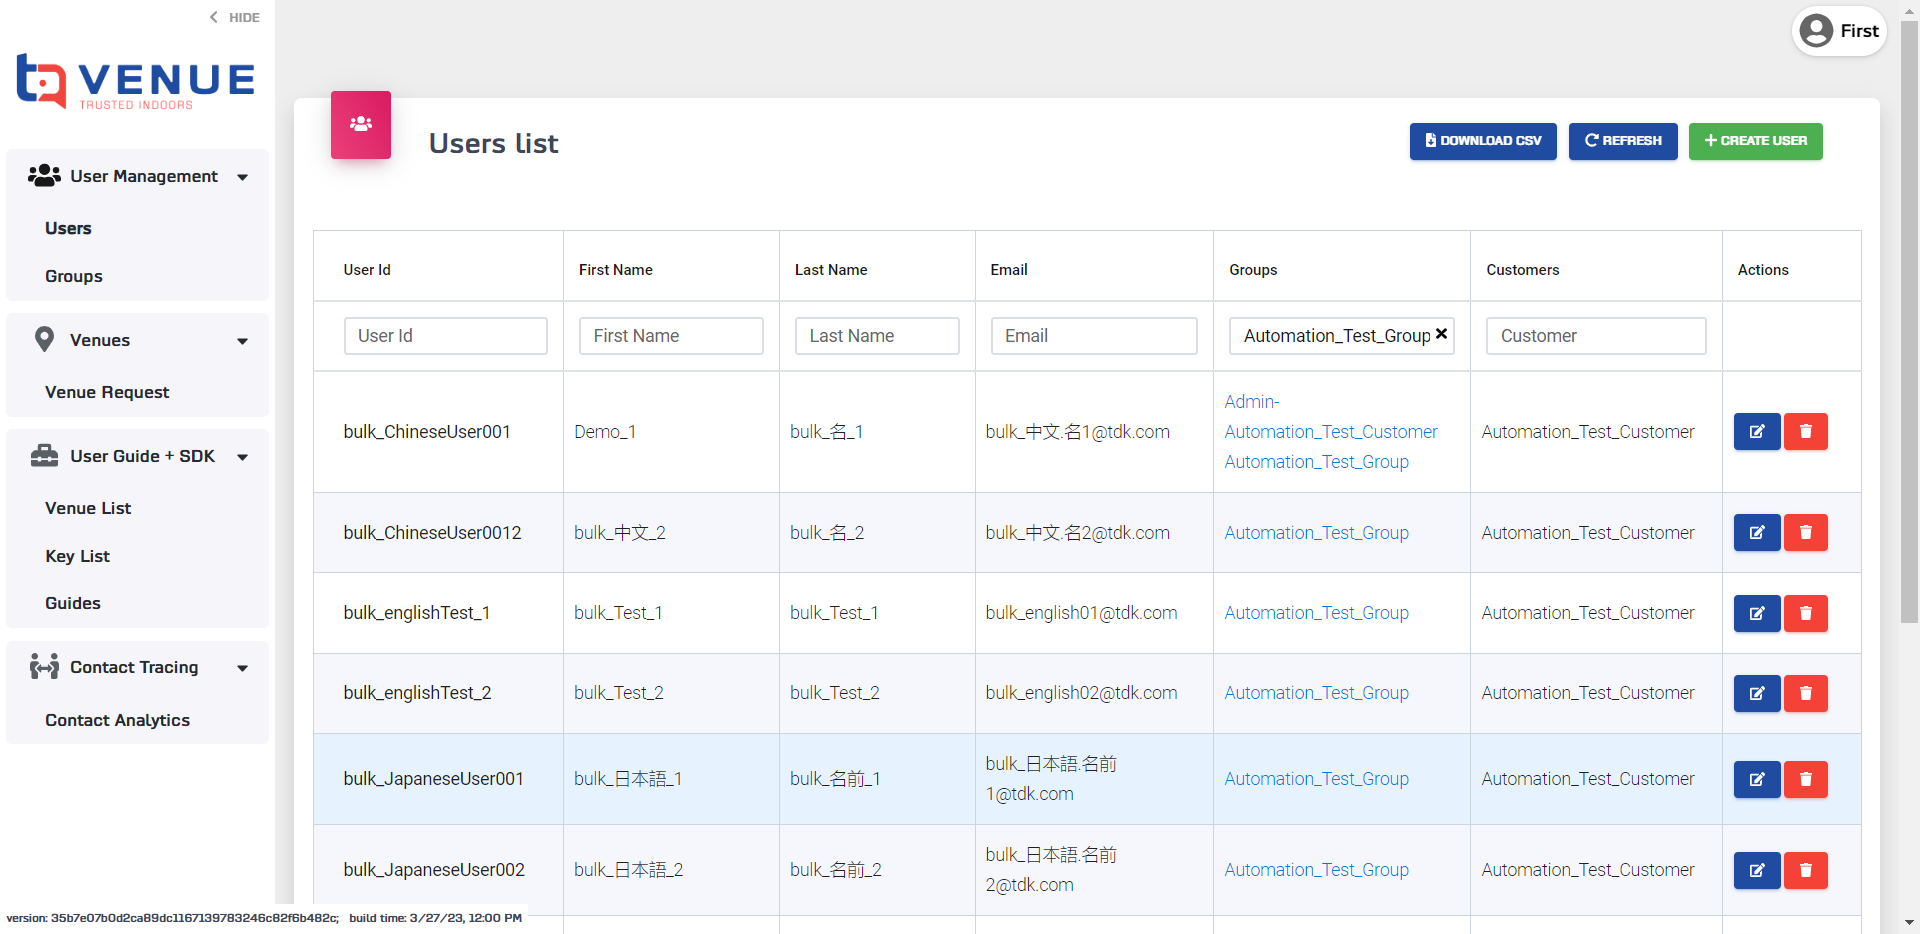 HIDE
VENUE
TRUSTED INDOORS
User Management
Users
Groups
Venues
Venue Request
User Guide + SDK
Venue List
Key List
Guides
Contact Tracing
Contact Analytics
version: 35b7e07b0d2ca89dc1167139783246c82f6b482c; build time: 3/27/23, 12:00 PM
First
Users list
DOWNLOAD CSV
REFRESH
CREATE USER
User Id First Name Last Name Email Groups Customers Actions
User Id First Name Last Name Email Automation_Test_Group Customer
bulk_ChineseUser001 Demo_1 bulk_名_1 bulk_中文.名1@tdk.com Admin-
Automation_Test_Customer
Automation_Test_Group Automation_Test_Customer
bulk_ChineseUser0012 bulk_中文_2 bulk_名_2 bulk_中文.名2@tdk.com Automation_Test_Group Automation_Test_Customer
bulk_englishTest_1 bulk_Test_1 bulk_Test_1 bulk_english01@tdk.com Automation_Test_Group Automation_Test_Customer
bulk_englishTest_2 bulk_Test_2 bulk_Test_2 bulk_english02@tdk.com Automation_Test_Group Automation_Test_Customer
bulk_JapaneseUser001 bulk_日本語_1 bulk_名前_1 bulk_日本語.名前
1@tdk.com Automation_Test_Group Automation_Test_Customer
bulk_JapaneseUser002 bulk_日本語_2 bulk_名前_2 bulk_日本語.名前
2@tdk.com Automation_Test_Group Automation_Test_Customer